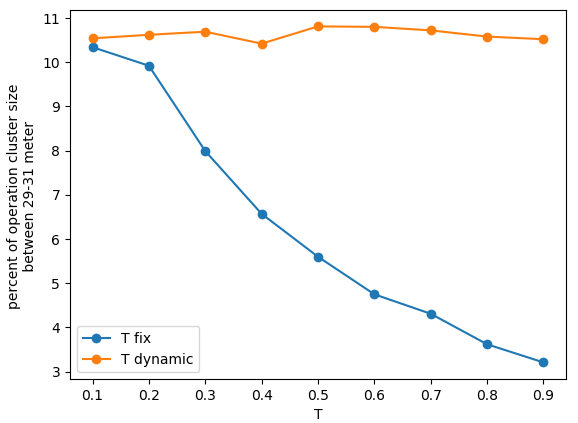 11
10
9
8
7
6
5
4
3
percent of operation cluster size
between 29-31 meter
T fix
T dynamic
0.1 0.2 0.3 0.4 0.5 0.6 0.7 0.8 0.9
T